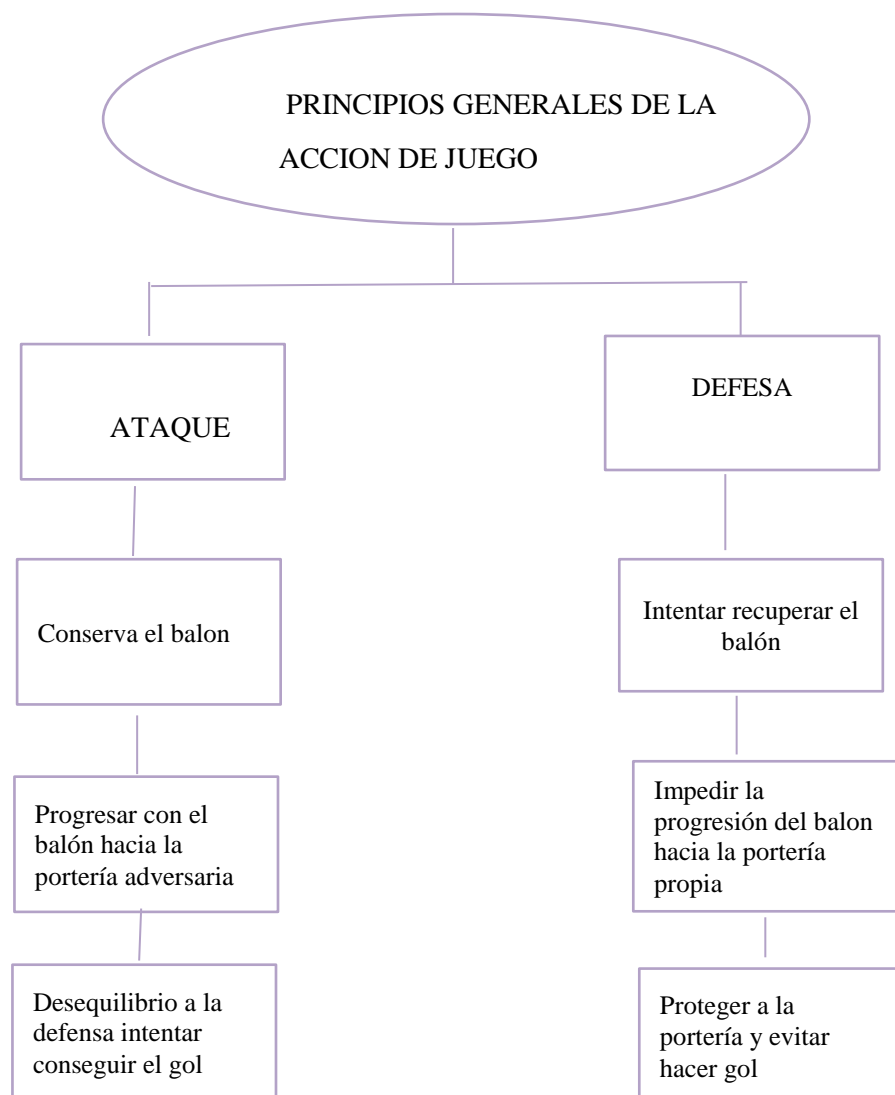 PRINCIPIOS GENERALES DE LA
ACCION DE JUEGO
ATAQUE
DEFESA
Conserva el balon
Intentar recuperar el
balón
Progresar con el
balón hacia la
portería adversaria
Impedir la
progresión del balon
hacia la portería
propia
Desequilibrio a la
defensa intentar
conseguir el gol
Proteger a la
portería y evitar
hacer gol